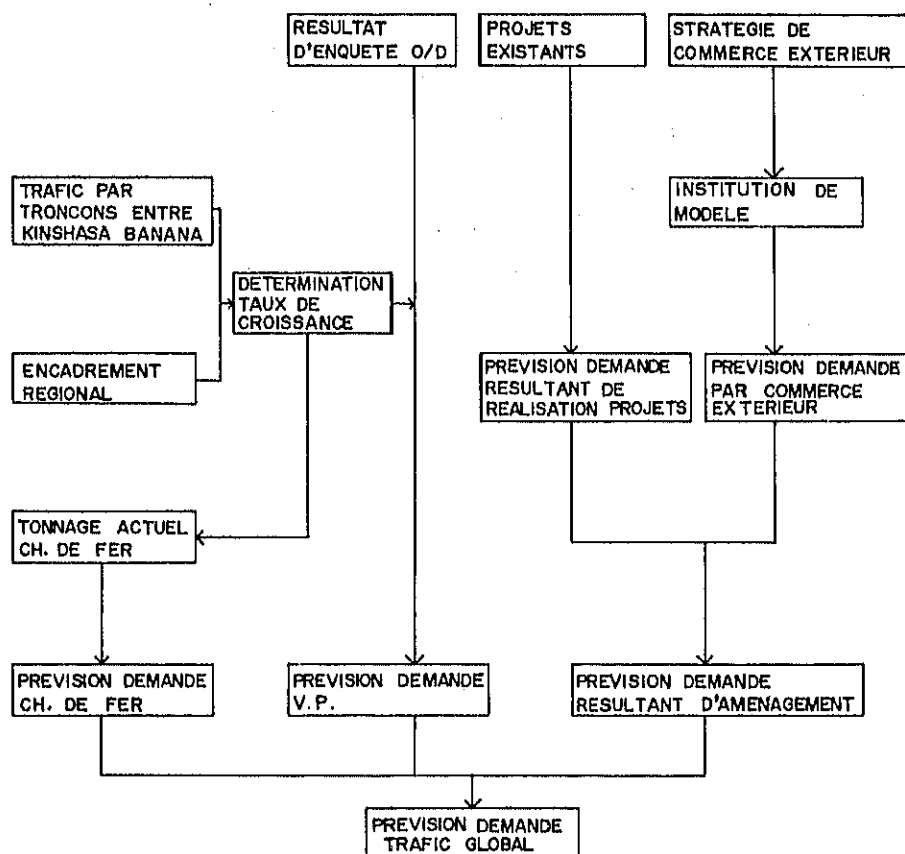 RESULTAT
D'ENQUETE O/D
PROJETS
EXISTANTS
STRATEGIE DE
COMMERCE EXTERIEUR
TRAFIC PAR
TRONCONS ENTRE
KINSHASA BANANA
INSTITUTION DE
MODELE
DETERMINATION
TAUX DE
CROISSANCE
ENCADREMENT
REGIONAL
PREVISION DEMANDE
RESULTANT DE
REALISATION PROJETS
PREVISION DEMANDE
PAR COMMERCE
EXTERIEUR
TONNAGE ACTUEL
CH. DE FER
PREVISION DEMANDE
CH. DE FER
PREVISION DEMANDE
V.P.
PREVISION DEMANDE
RESULTANT D'AMENAGEMENT
PREVISION DEMANDE
TRAFIC GLOBAL